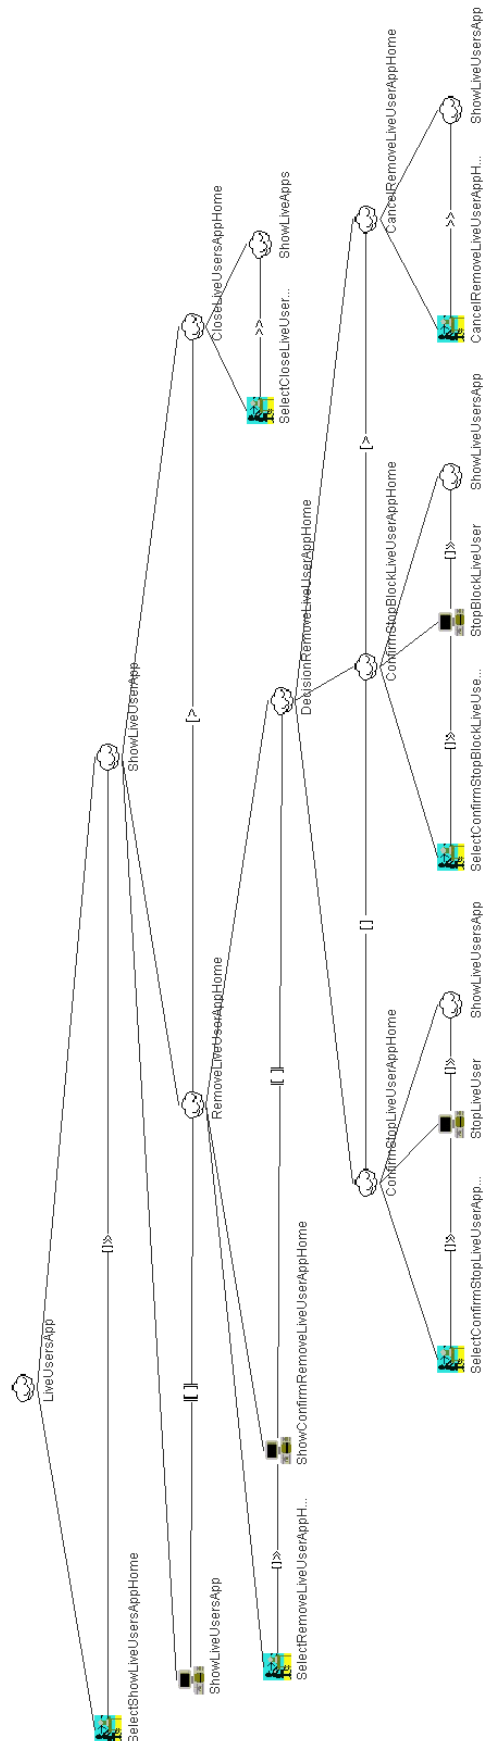 LiveUsersApp
[]>>
SelectShowLiveUsersAppHome
ShowLiveUserApp
|[ ]|
[>
ShowLiveUsersApp
RemoveLiveUserAppHome
CloseLiveUsersAppHome
[]>>
|[ ]|
>>
SelectRemoveLiveUserAppH...
ShowConfirmRemoveLiveUserAppHome
DecisionRemoveLiveUserAppHome
SelectCloseLiveUser...
ShowLiveApps
[]
[>
ConfirmStopLiveUserAppHome
ConfirmStopBlockLiveUserAppHome
CancelRemoveLiveUserAppHome
[]>>
[]>>
[]>>
[]>>
>>
SelectConfirmStopLiveUserApp...
StopLiveUser
ShowLiveUsersApp
SelectConfirmStopBlockLiveUse...
StopBlockLiveUser
ShowLiveUsersApp
CancelRemoveLiveUserAppH...
ShowLiveUsersApp